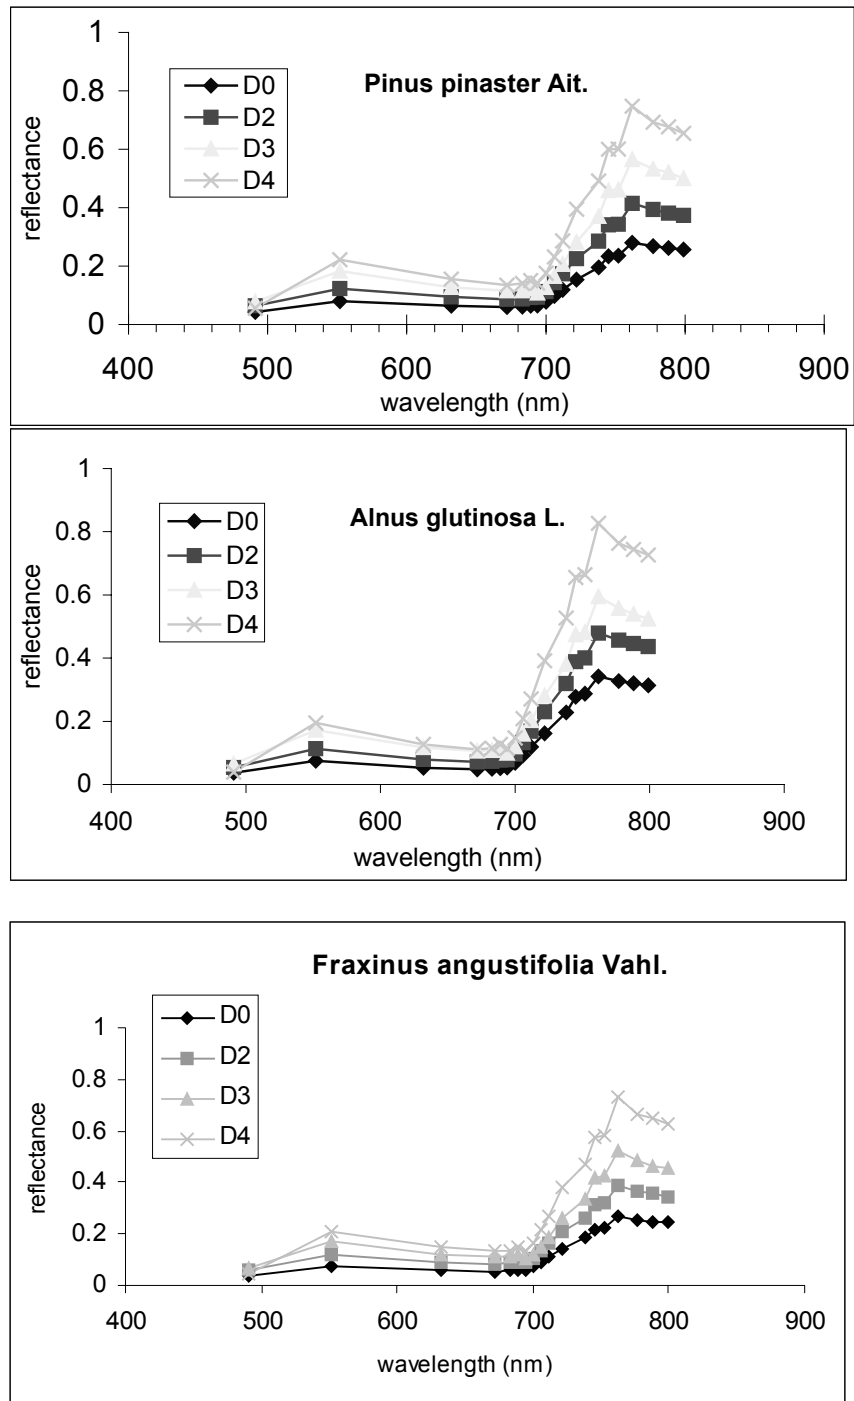 Pinus pinaster Ait.
D0
D2
D3
D4
reflectance
1
0.8
0.6
0.4
0.2
0
400 500 600 700 800 900
wavelength (nm)
Alnus glutinosa L.
D0
D2
D3
D4
reflectance
1
0.8
0.6
0.4
0.2
0
400 500 600 700 800 900
wavelength (nm)
Fraxinus angustifolia Vahl.
D0
D2
D3
D4
reflectance
1
0.8
0.6
0.4
0.2
0
400 500 600 700 800 900
wavelength (nm)